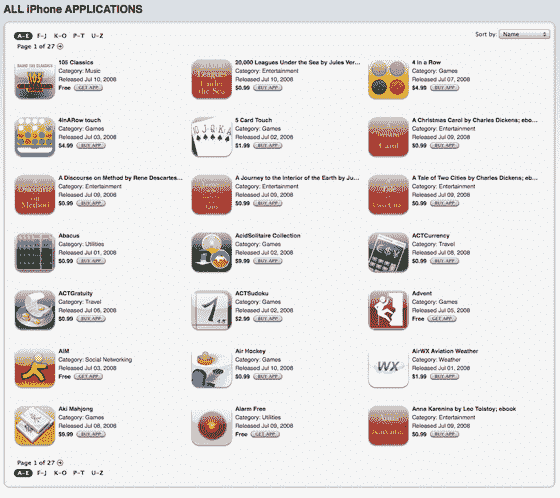 ALL iPhone APPLICATIONS
A-E F-J K-O P-T U-Z
Sort by: Name
Page 1 of 27
105 Classics
Category: Music
Released Jul 10, 2008
Free GET APP
20,000 Leagues Under the Sea by Jules Ver...
Category: Entertainment
Released Jul 10, 2008
$0.99 BUY APP
4 in a Row
Category: Games
Released Jul 07, 2008
$4.99 BUY APP
4inARow touch
Category: Games
Released Jul 03, 2008
$4.99 BUY APP
5 Card Touch
Category: Games
Released Jul 02, 2008
$1.99 BUY APP
A Christmas Carol by Charles Dickens; ebo...
Category: Entertainment
Released Jul 09, 2008
$0.99 BUY APP
A Discourse on Method by Rene Descartes...
Category: Entertainment
Released Jul 09, 2008
$0.99 BUY APP
A Journey to the Interior of the Earth by Ju...
Category: Entertainment
Released Jul 09, 2008
$0.99 BUY APP
A Tale of Two Cities by Charles Dickens; eb...
Category: Entertainment
Released Jul 09, 2008
$0.99 BUY APP
Abacus
Category: Utilities
Released Jul 01, 2008
$0.99 BUY APP
AcidSolitaire Collection
Category: Games
Released Jul 02, 2008
$9.99 BUY APP
ACTCurrency
Category: Travel
Released Jul 08, 2008
$0.99 BUY APP
ACTGratuity
Category: Travel
Released Jul 06, 2008
$0.99 BUY APP
ACTSudoku
Category: Games
Released Jul 02, 2008
$2.99 BUY APP
Advent
Category: Games
Released Jul 05, 2008
Free GET APP
AIM
Category: Social Networking
Released Jul 03, 2008
Free GET APP
Air Hockey
Category: Games
Released Jul 10, 2008
$0.99 BUY APP
AirWX Aviation Weather
Category: Weather
Released Jul 01, 2008
$1.99 BUY APP
Aki Mahjong
Category: Games
Released Jul 08, 2008
$9.99 BUY APP
Alarm Free
Category: Utilities
Released Jul 09, 2008
Free GET APP
Anna Karenina by Leo Tolstoy; ebook
Category: Entertainment
Released Jul 09, 2008
$0.99 BUY APP
Page 1 of 27
A-E F-J K-O P-T U-Z